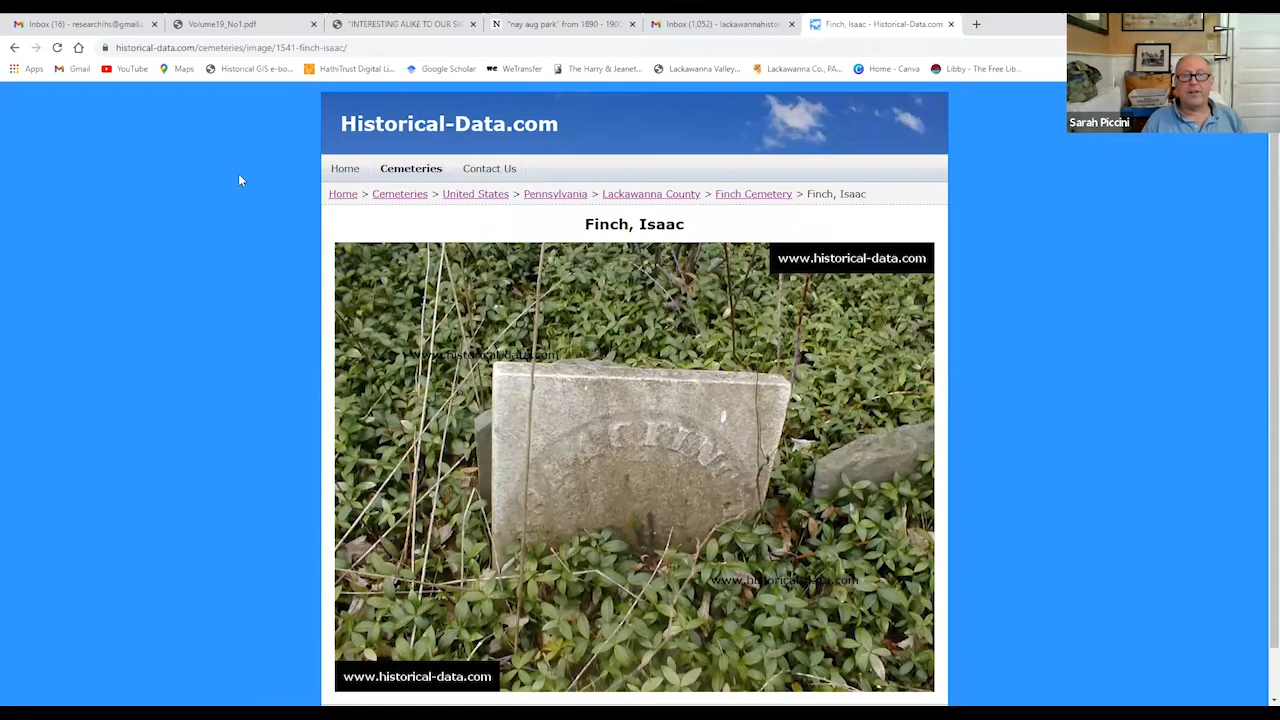 Inbox (16) - researchlhs@gmail.c
Volume19_No1.pdf
"INTERESTING ALIKE TO OUR SK
"nay aug park" from 1890 - 1900
Inbox (1,052) - lackawannahisto
Finch, Isaac - Historical-Data.com
historical-data.com/cemeteries/image/1541-finch-isaac/
Apps
Gmail
YouTube
Maps
Historical GIS e-bo...
HathiTrust Digital Li...
Google Scholar
WeTransfer
The Harry & Jeanet...
Lackawanna Valley...
Lackawanna Co., PA...
Home - Canva
Libby - The Free Lib...
Sarah Piccini
Historical-Data.com
Home
Cemeteries
Contact Us
Home > Cemeteries > United States > Pennsylvania > Lackawanna County > Finch Cemetery > Finch, Isaac
Finch, Isaac
www.historical-data.com
www.historical-data.com
AC FIN
www.historical-data.com
www.historical-data.com